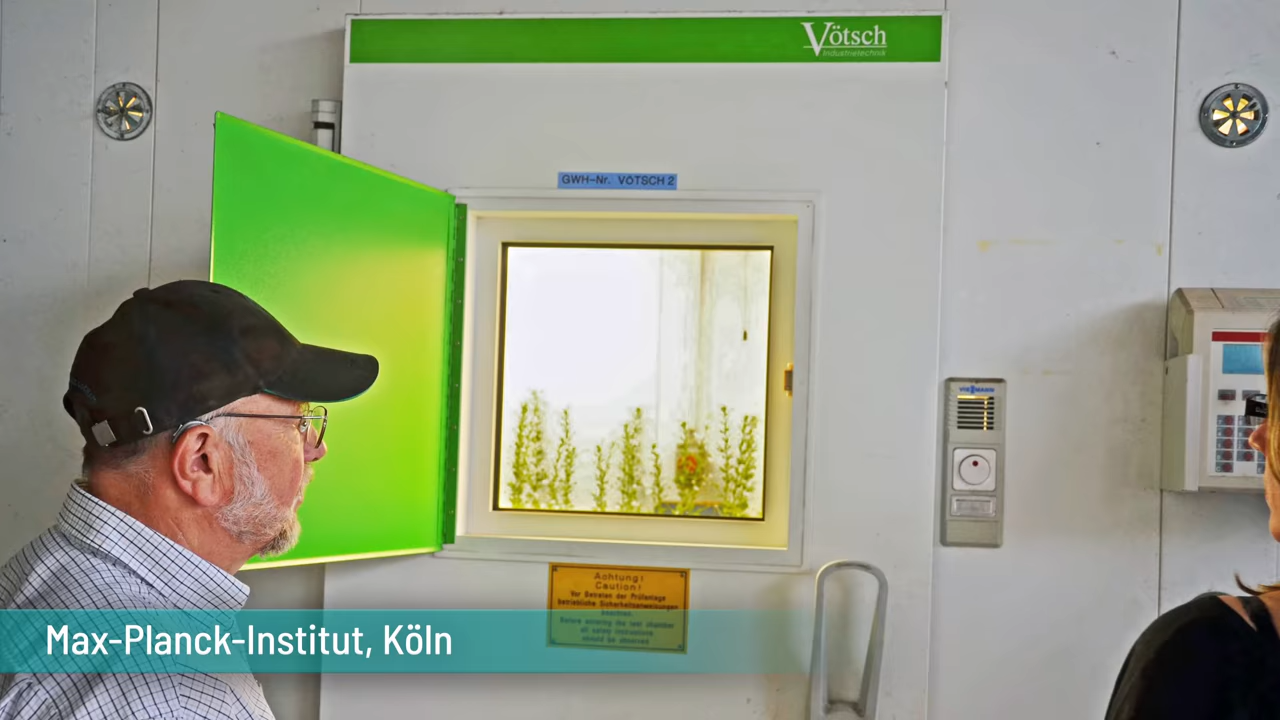 Vötsch
Industrietechnik
GWH-Nr. VÖTSCH 2
VIESSMANN
Achtung!
Caution!
Vor Betreten der Prüfanlage
betriebliche Sicherheitsanweisungen
beachten.
Before entering the test chamber
all safety instructions
should be observed
Max-Planck-Institut, Köln